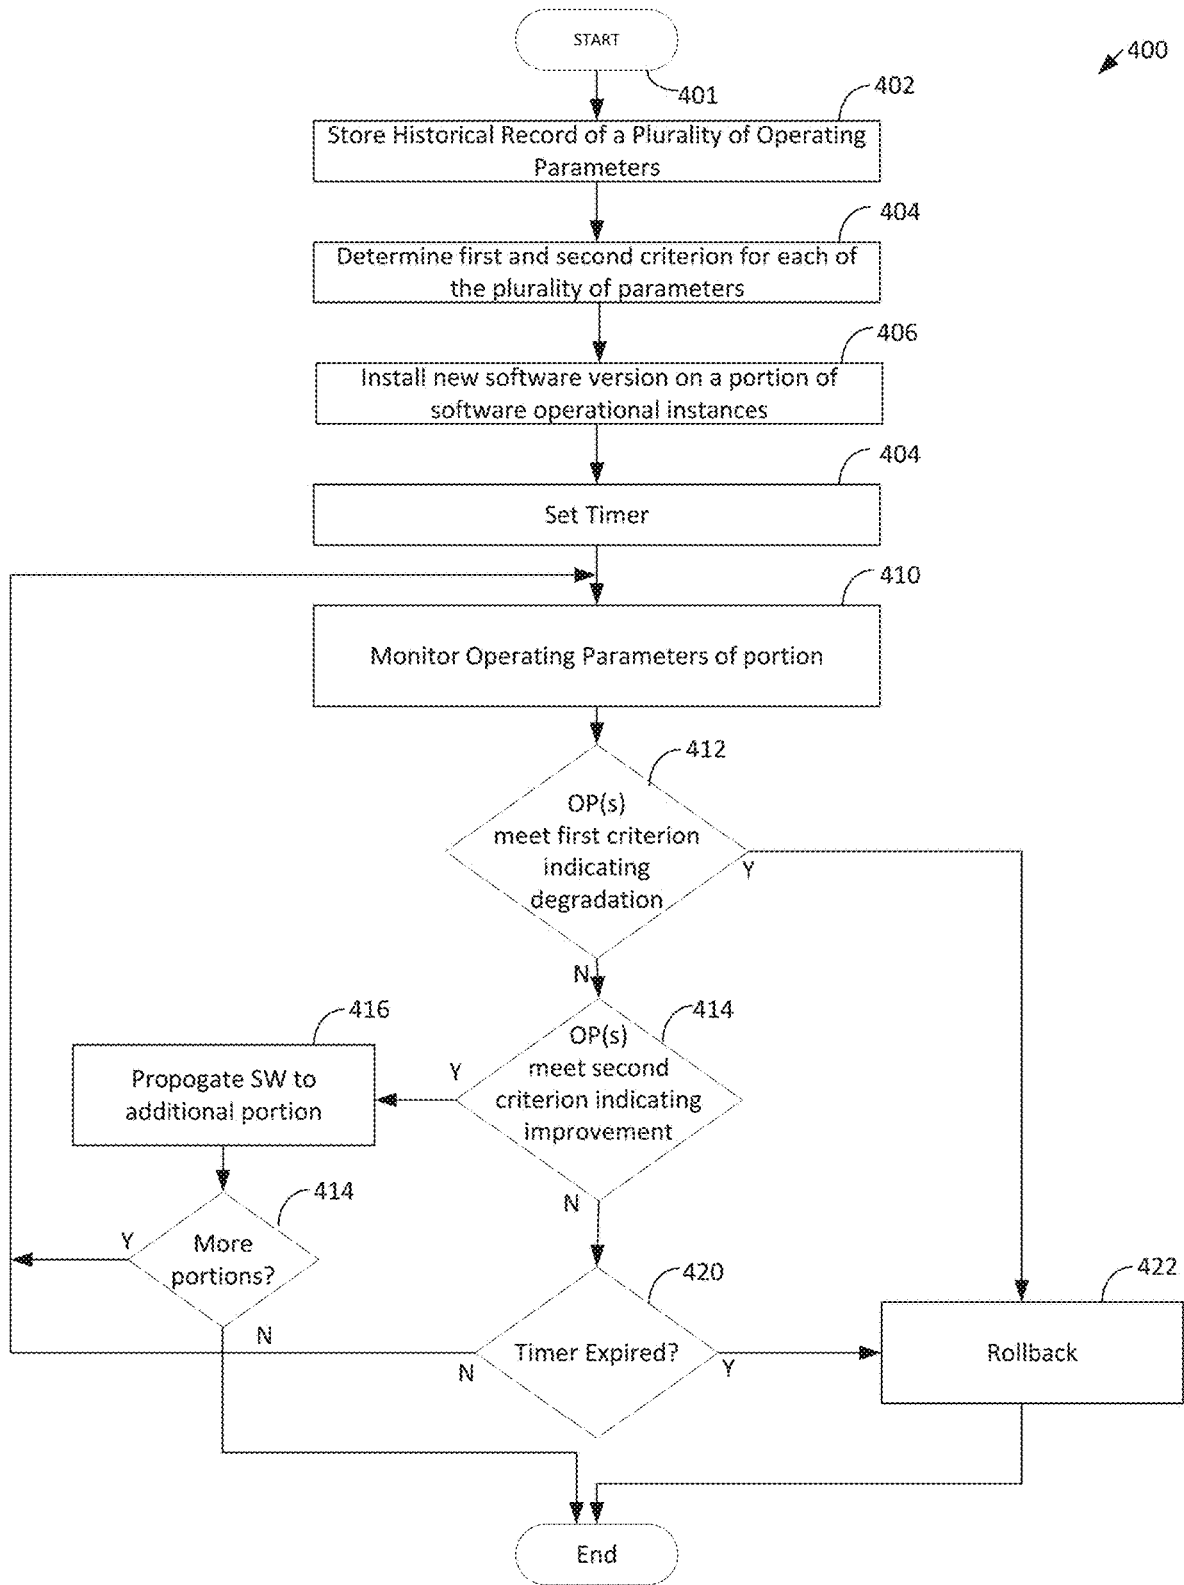 START
400
401
402
Store Historical Record of a Plurality of Operating
Parameters
404
Determine first and second criterion for each of
the plurality of parameters
406
Install new software version on a portion of
software operational instances
404
Set Timer
410
Monitor Operating Parameters of portion
412
OP(s)
meet first criterion
indicating
degradation
Y
N
414
OP(s)
meet second
criterion indicating
improvement
Y
N
416
Propogate SW to
additional portion
414
More
portions?
Y
N
420
Timer Expired?
N
Y
422
Rollback
End